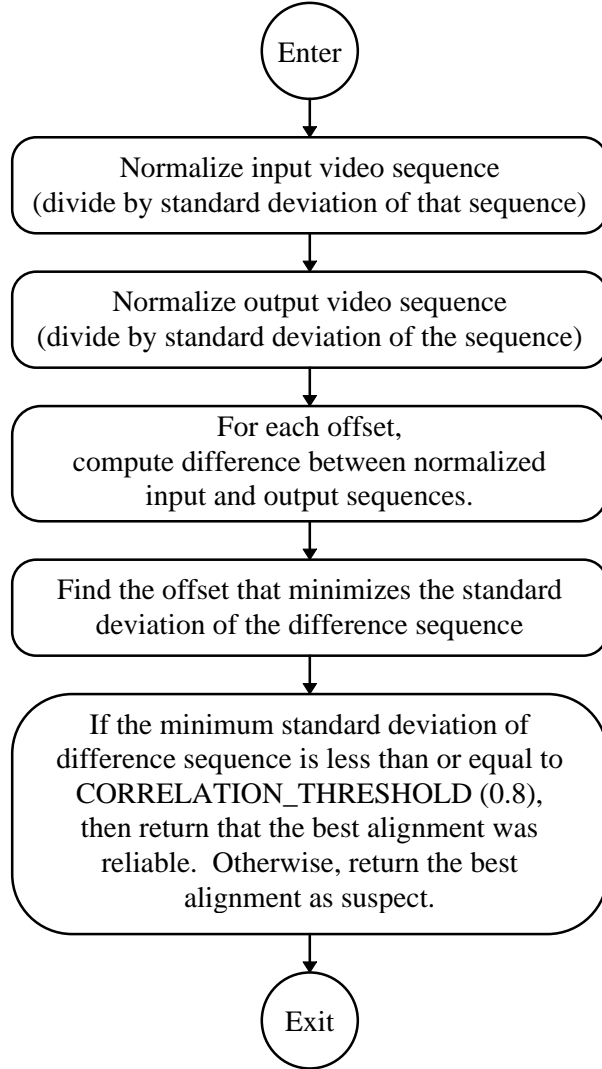 Enter
Normalize input video sequence
(divide by standard deviation of that sequence)
Normalize output video sequence
(divide by standard deviation of the sequence)
For each offset,
compute difference between normalized
input and output sequences.
Find the offset that minimizes the standard
deviation of the difference sequence
If the minimum standard deviation of
difference sequence is less than or equal to
CORRELATION_THRESHOLD (0.8),
then return that the best alignment was
reliable.  Otherwise, return the best
alignment as suspect.
Exit